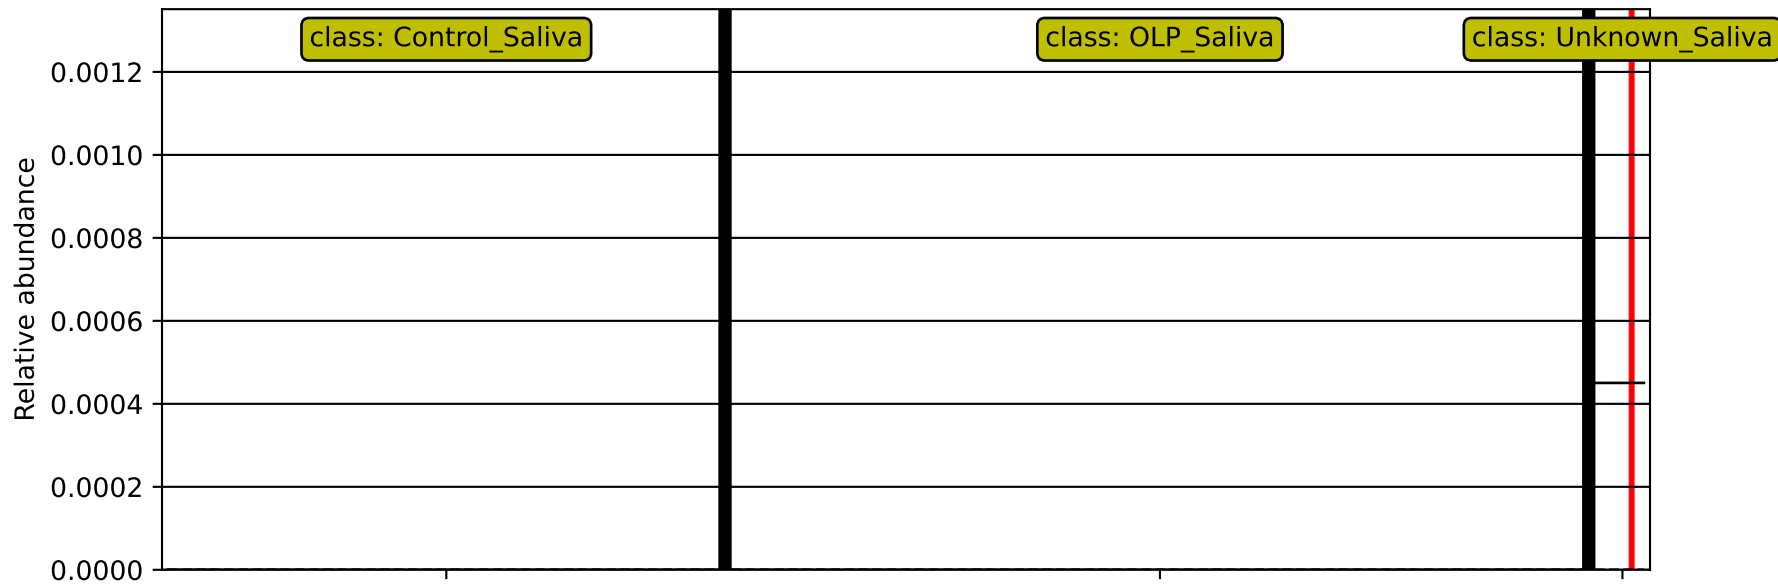 class: Control_Saliva
class: OLP_Saliva
class: Unknown_Saliva
0.0012
0.0010
0.0008
0.0006
0.0004
0.0002
0.0000
Relative abundance